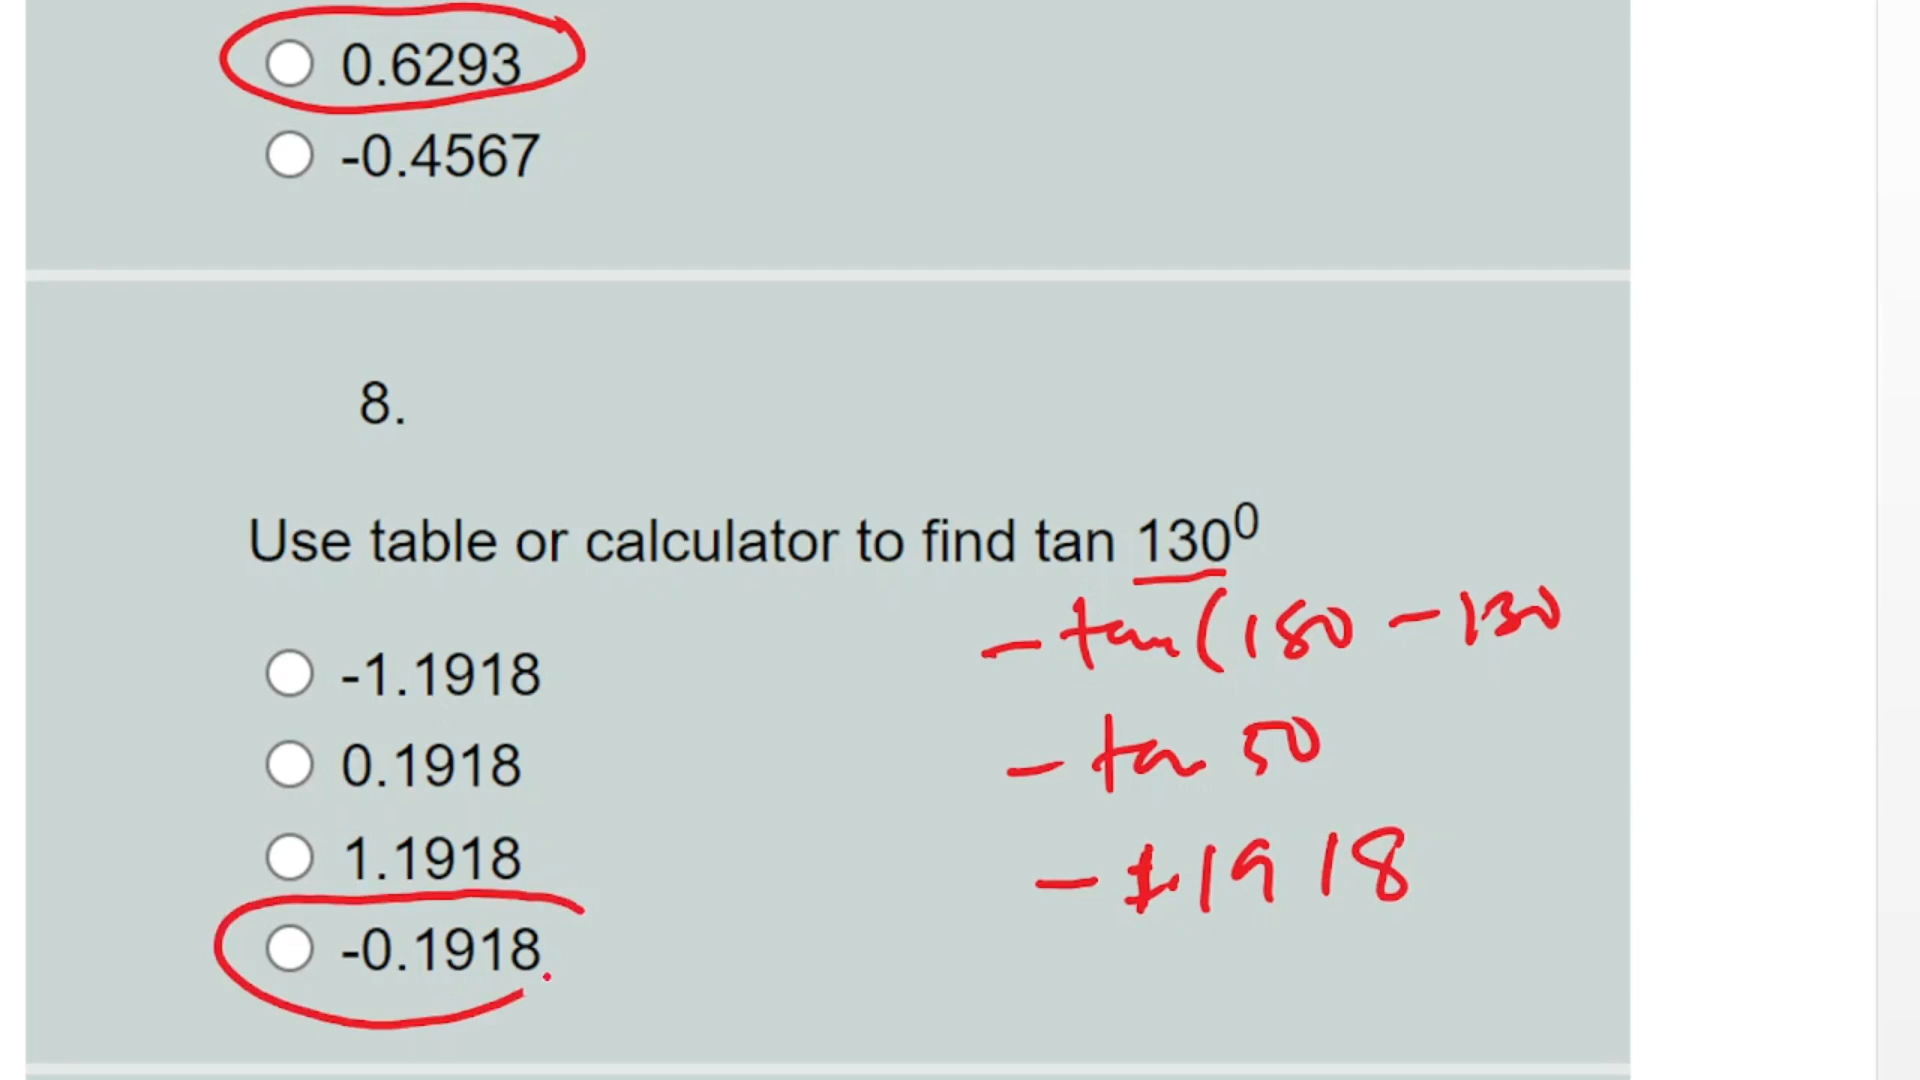 0.6293
-0.4567
8.
Use table or calculator to find tan 130⁰
- tan (180 - 130
-1.1918
- tan 50
0.1918
1.1918
- 1.1918
-0.1918